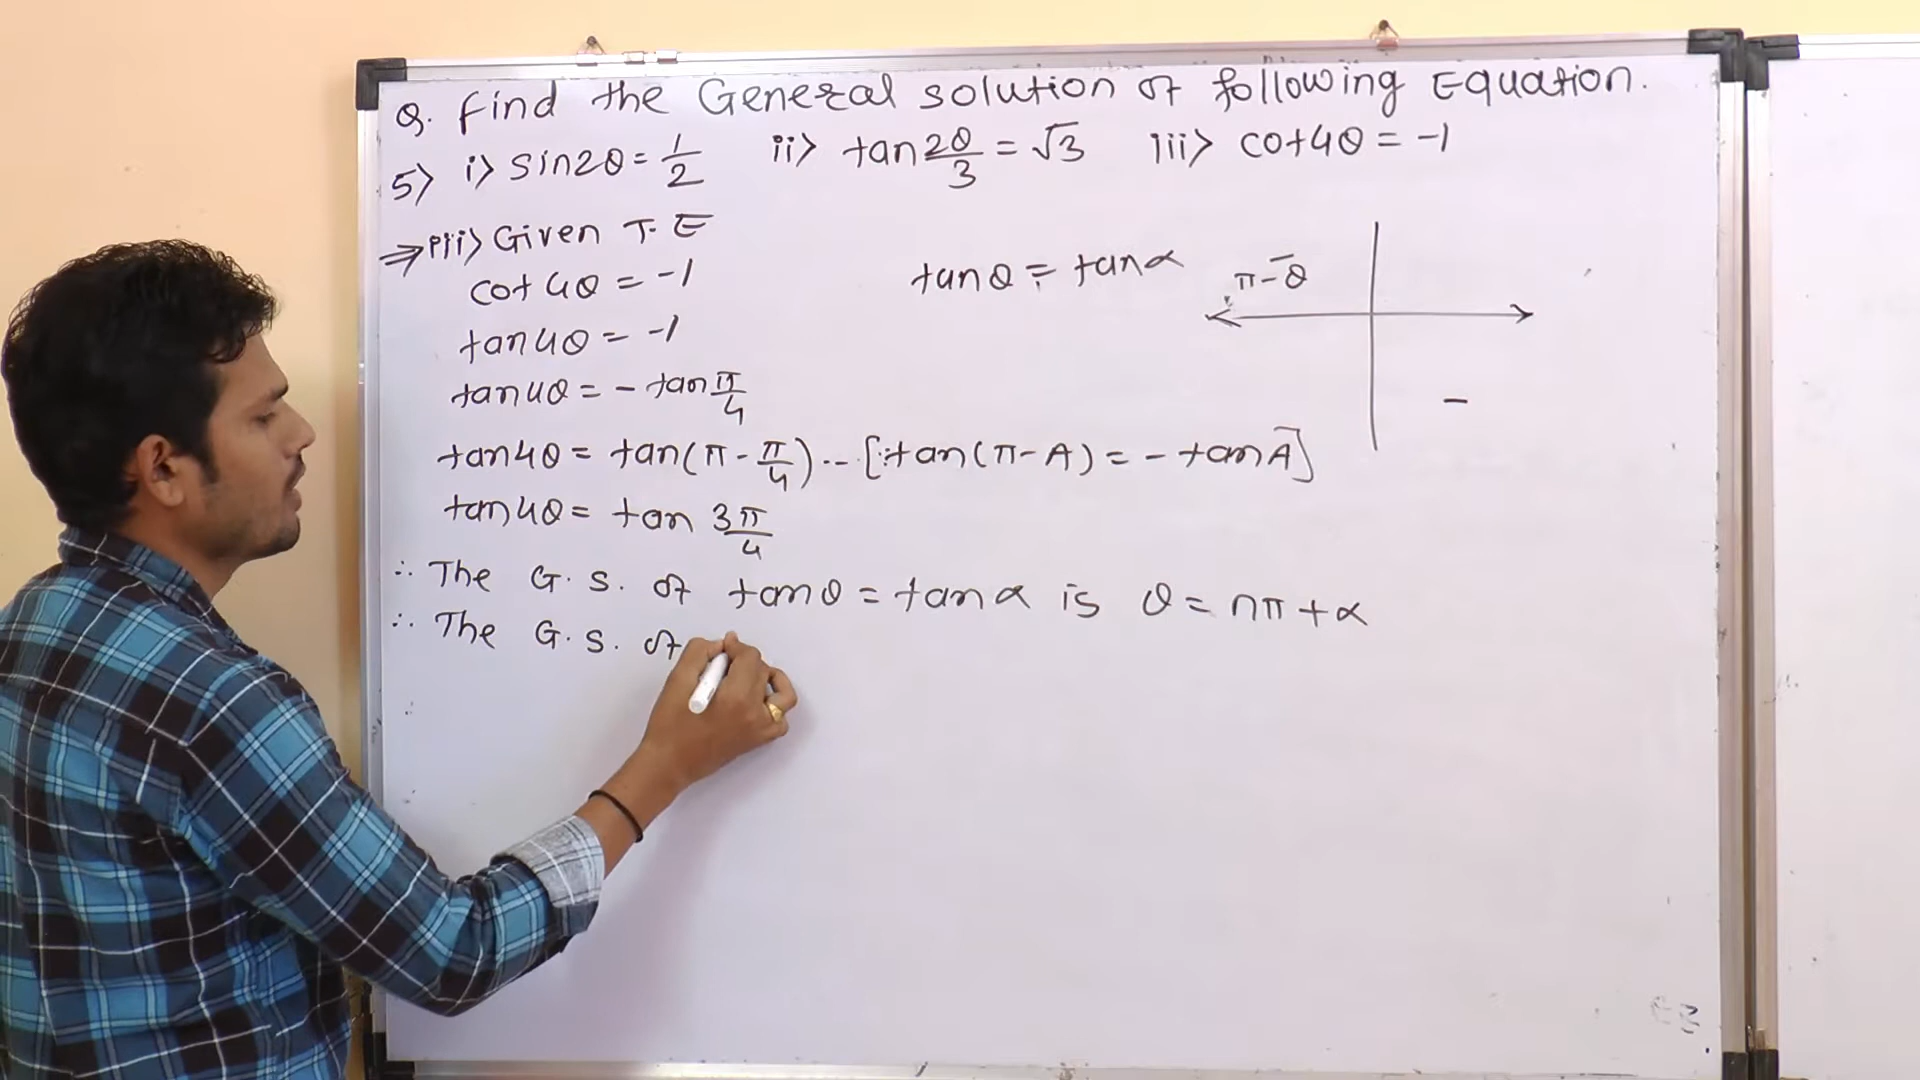 Q. Find the General solution of following Equation.
5) i) sin2θ = 1/2 ii) tan 2θ/3 = √3 iii) cot4θ = -1
⇒ iii) Given T.E
cot 4θ = -1
tan4θ = -1
tan4θ = - tan π/4
tan4θ = tan(π - π/4) -- [∵ tan(π - A) = - tan A]
tan4θ = tan 3π/4
∴ The G.S. of tanθ = tanα is θ = nπ + α
∴ The G.S. of
tanθ = tanα
π-θ
-
-